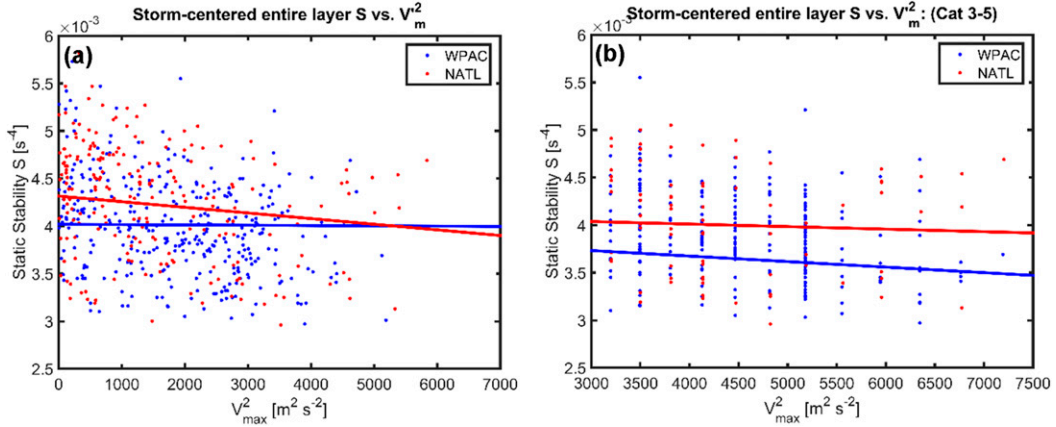 Storm-centered entire layer S vs. V'²ₘ
×10⁻³
(a)
WPAC
NATL
6
5.5
5
4.5
4
3.5
3
2.5
Static Stability S [s⁻⁴]
0 1000 2000 3000 4000 5000 6000 7000
V²max [m² s⁻²]
Storm-centered entire layer S vs. V'²ₘ: (Cat 3-5)
×10⁻³
(b)
WPAC
NATL
6
5.5
5
4.5
4
3.5
3
2.5
Static Stability S [s⁻⁴]
3000 3500 4000 4500 5000 5500 6000 6500 7000 7500
V²max [m² s⁻²]